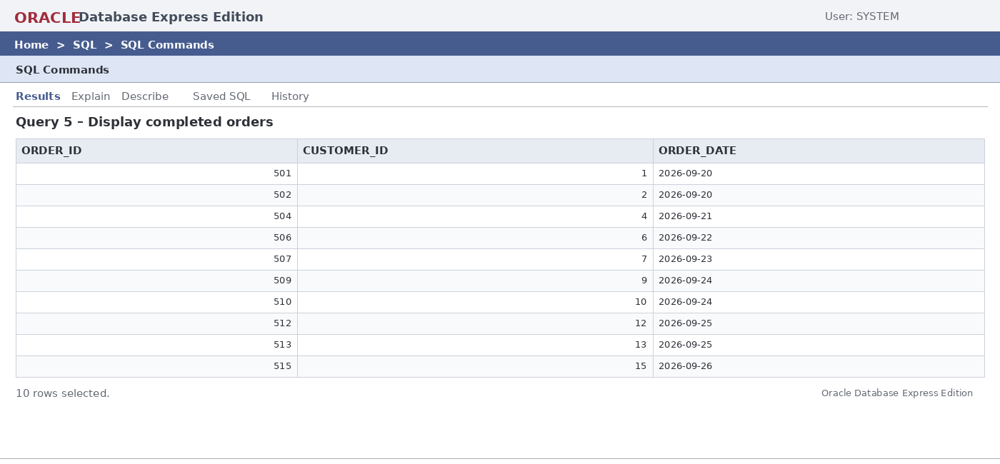 ORACLE Database Express Edition User: SYSTEM
Home > SQL > SQL Commands
SQL Commands
Results Explain Describe Saved SQL History
Query 5 – Display completed orders
ORDER_ID CUSTOMER_ID ORDER_DATE
501 1 2026-09-20
502 2 2026-09-20
504 4 2026-09-21
506 6 2026-09-22
507 7 2026-09-23
509 9 2026-09-24
510 10 2026-09-24
512 12 2026-09-25
513 13 2026-09-25
515 15 2026-09-26
10 rows selected. Oracle Database Express Edition